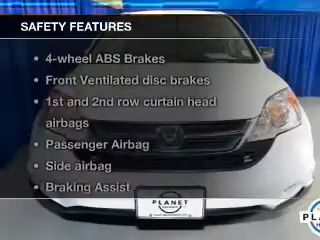 SAFETY FEATURES
• 4-wheel ABS Brakes
• Front Ventilated disc brakes
• 1st and 2nd row curtain head
airbags
• Passenger Airbag
• Side airbag
• Braking Assist
PLANET
PLANE